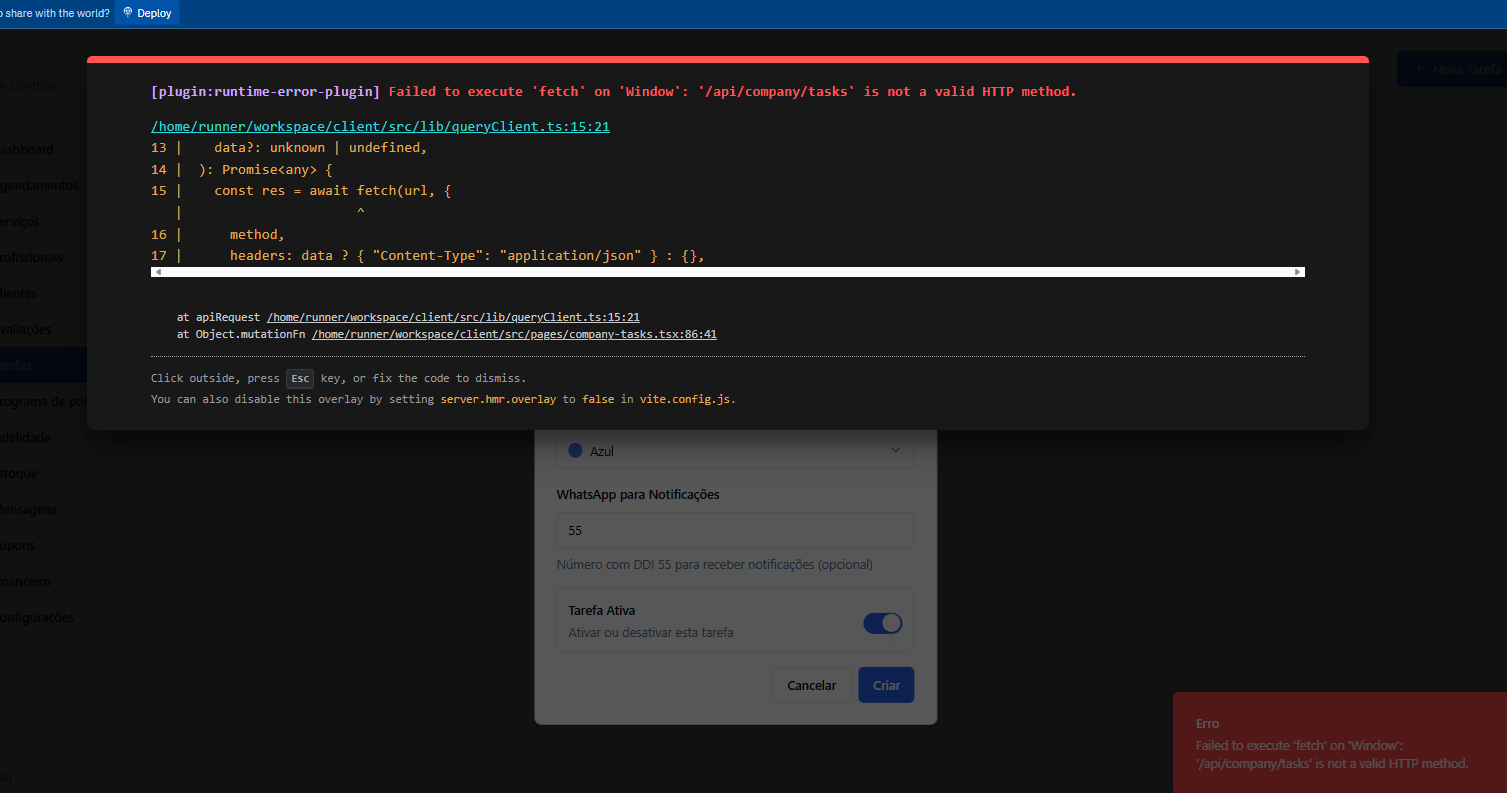 o share with the world? Deploy
e Controle
+ Nova Tarefa
[plugin:runtime-error-plugin] Failed to execute 'fetch' on 'Window': '/api/company/tasks' is not a valid HTTP method.
/home/runner/workspace/client/src/lib/queryClient.ts:15:21
13 |    data?: unknown | undefined,
14 |  ): Promise<any> {
15 |    const res = await fetch(url, {
   |                      ^
16 |      method,
17 |      headers: data ? { "Content-Type": "application/json" } : {},
at apiRequest /home/runner/workspace/client/src/lib/queryClient.ts:15:21
at Object.mutationFn /home/runner/workspace/client/src/pages/company-tasks.tsx:86:41
Click outside, press Esc key, or fix the code to dismiss.
You can also disable this overlay by setting server.hmr.overlay to false in vite.config.js.
ashboard
gendamentos
erviços
rofissionais
lientes
valiações
arefas
rograma de po
idelidade
stoque
Mensagens
upons
inanceiro
onfigurações
air
Azul
WhatsApp para Notificações
55
Número com DDI 55 para receber notificações (opcional)
Tarefa Ativa
Ativar ou desativar esta tarefa
Cancelar Criar
Erro
Failed to execute 'fetch' on 'Window':
'/api/company/tasks' is not a valid HTTP method.